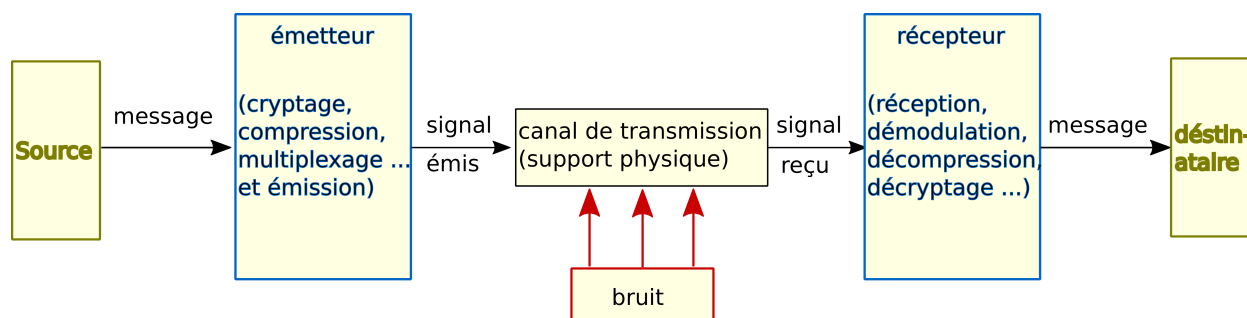 Source
message
émetteur
(cryptage,
compression,
multiplexage ...
et émission)
signal
émis
canal de transmission
(support physique)
bruit
signal
reçu
récepteur
(réception,
démodulation,
décompression,
décryptage ...)
message
déstin-
ataire